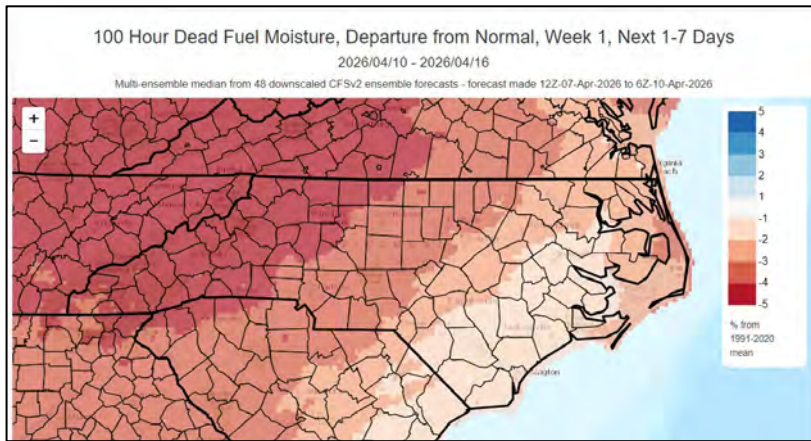 100 Hour Dead Fuel Moisture, Departure from Normal, Week 1, Next 1-7 Days
2026/04/10 - 2026/04/16
Multi-ensemble median from 48 downscaled CFSv2 ensemble forecasts - forecast made 12Z-07-Apr-2026 to 6Z-10-Apr-2026
+
−
5
4
3
2
1
-1
-2
-3
-4
-5
% from
1991-2020
mean